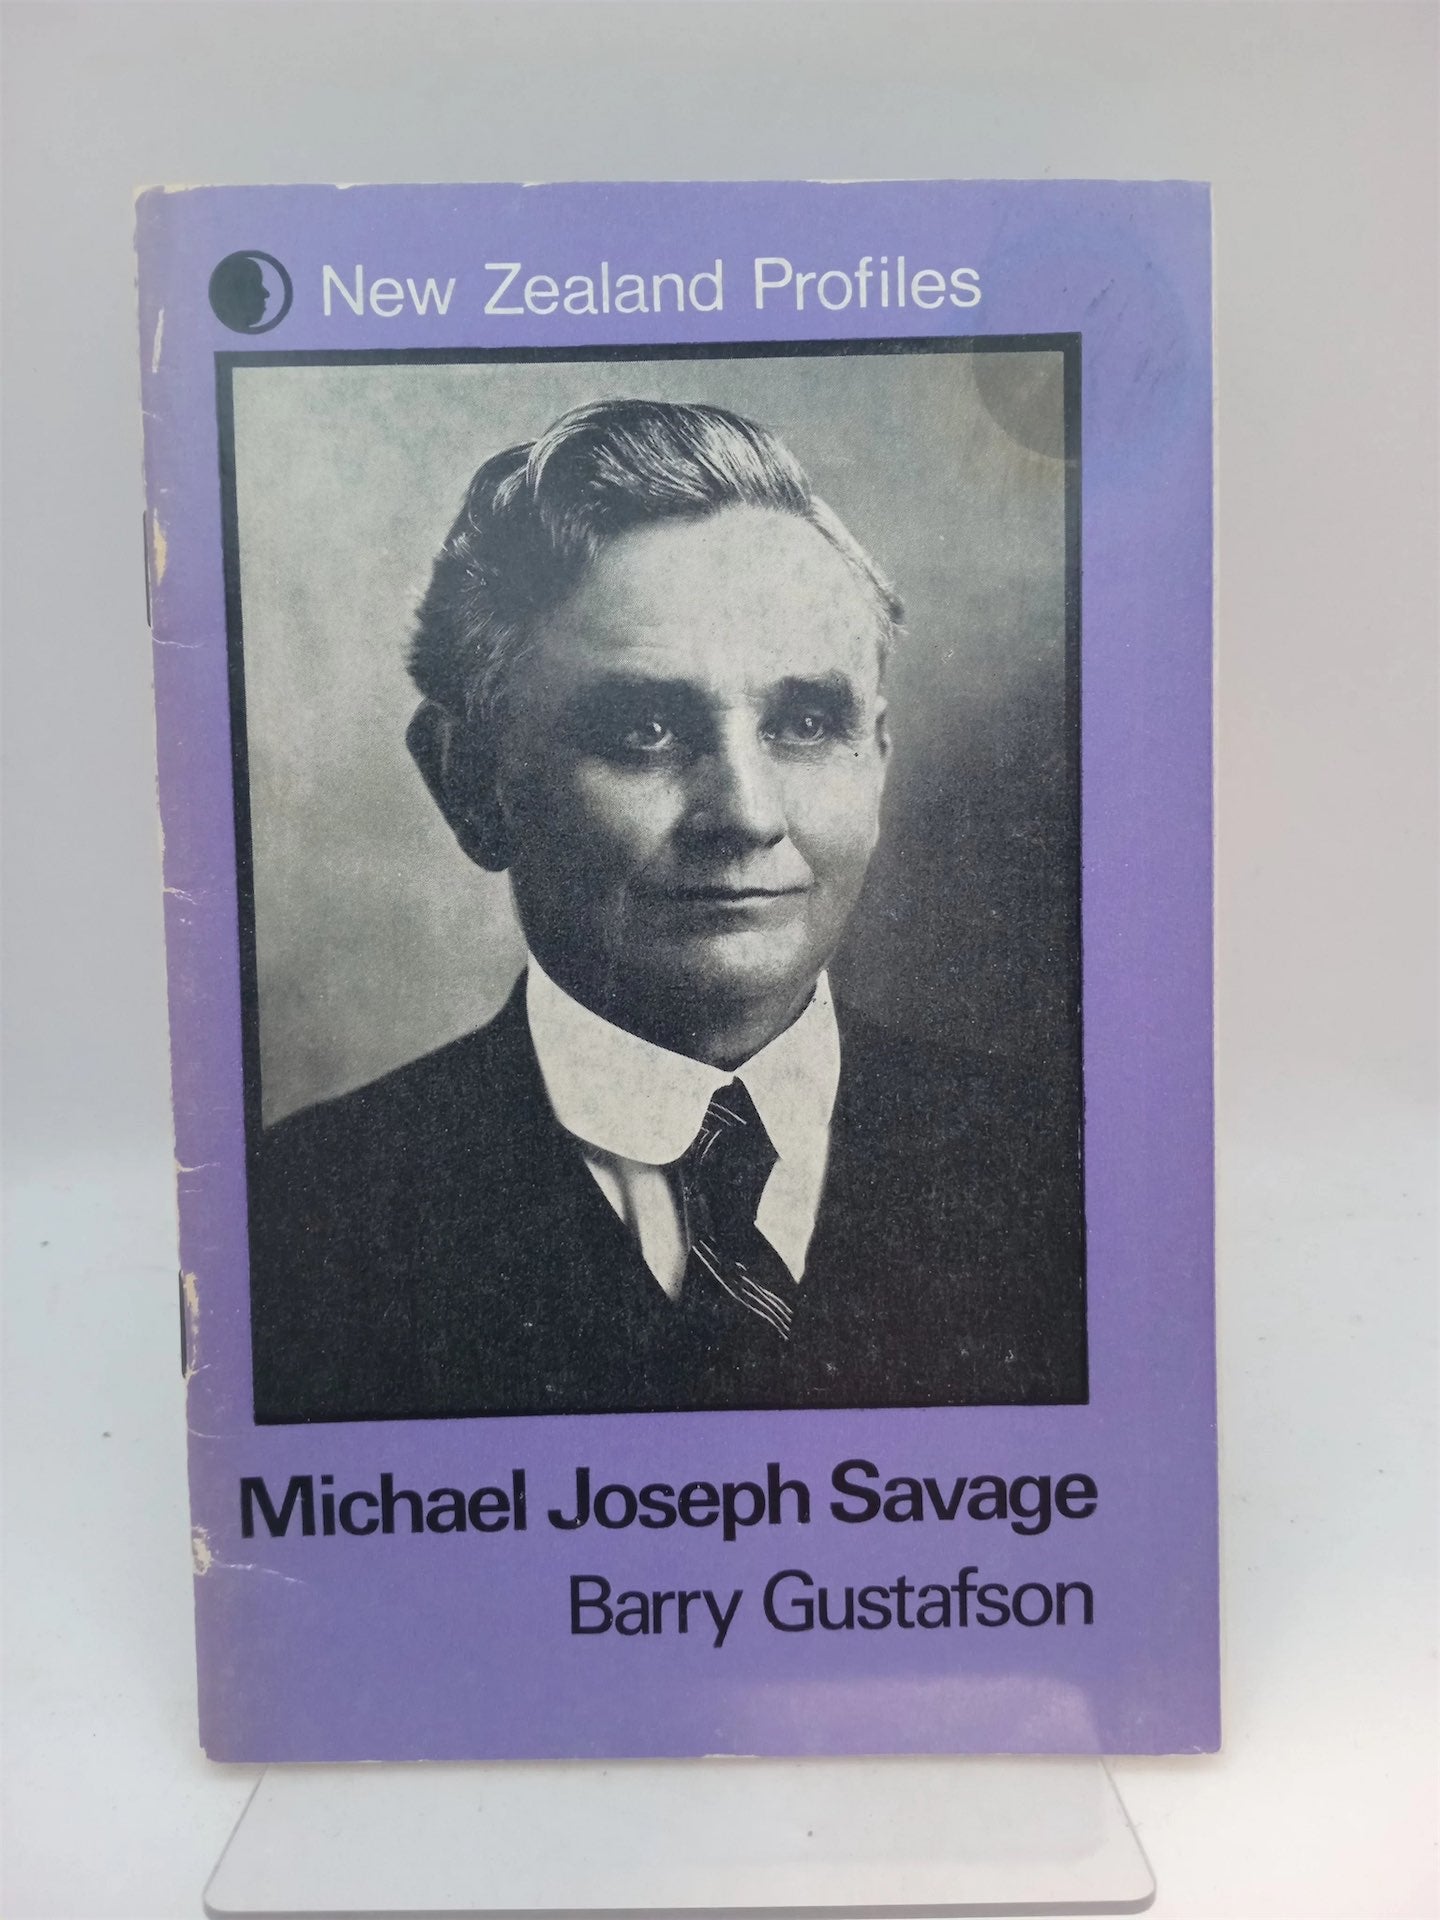 New Zealand Profiles
Michael Joseph Savage
Barry Gustafson